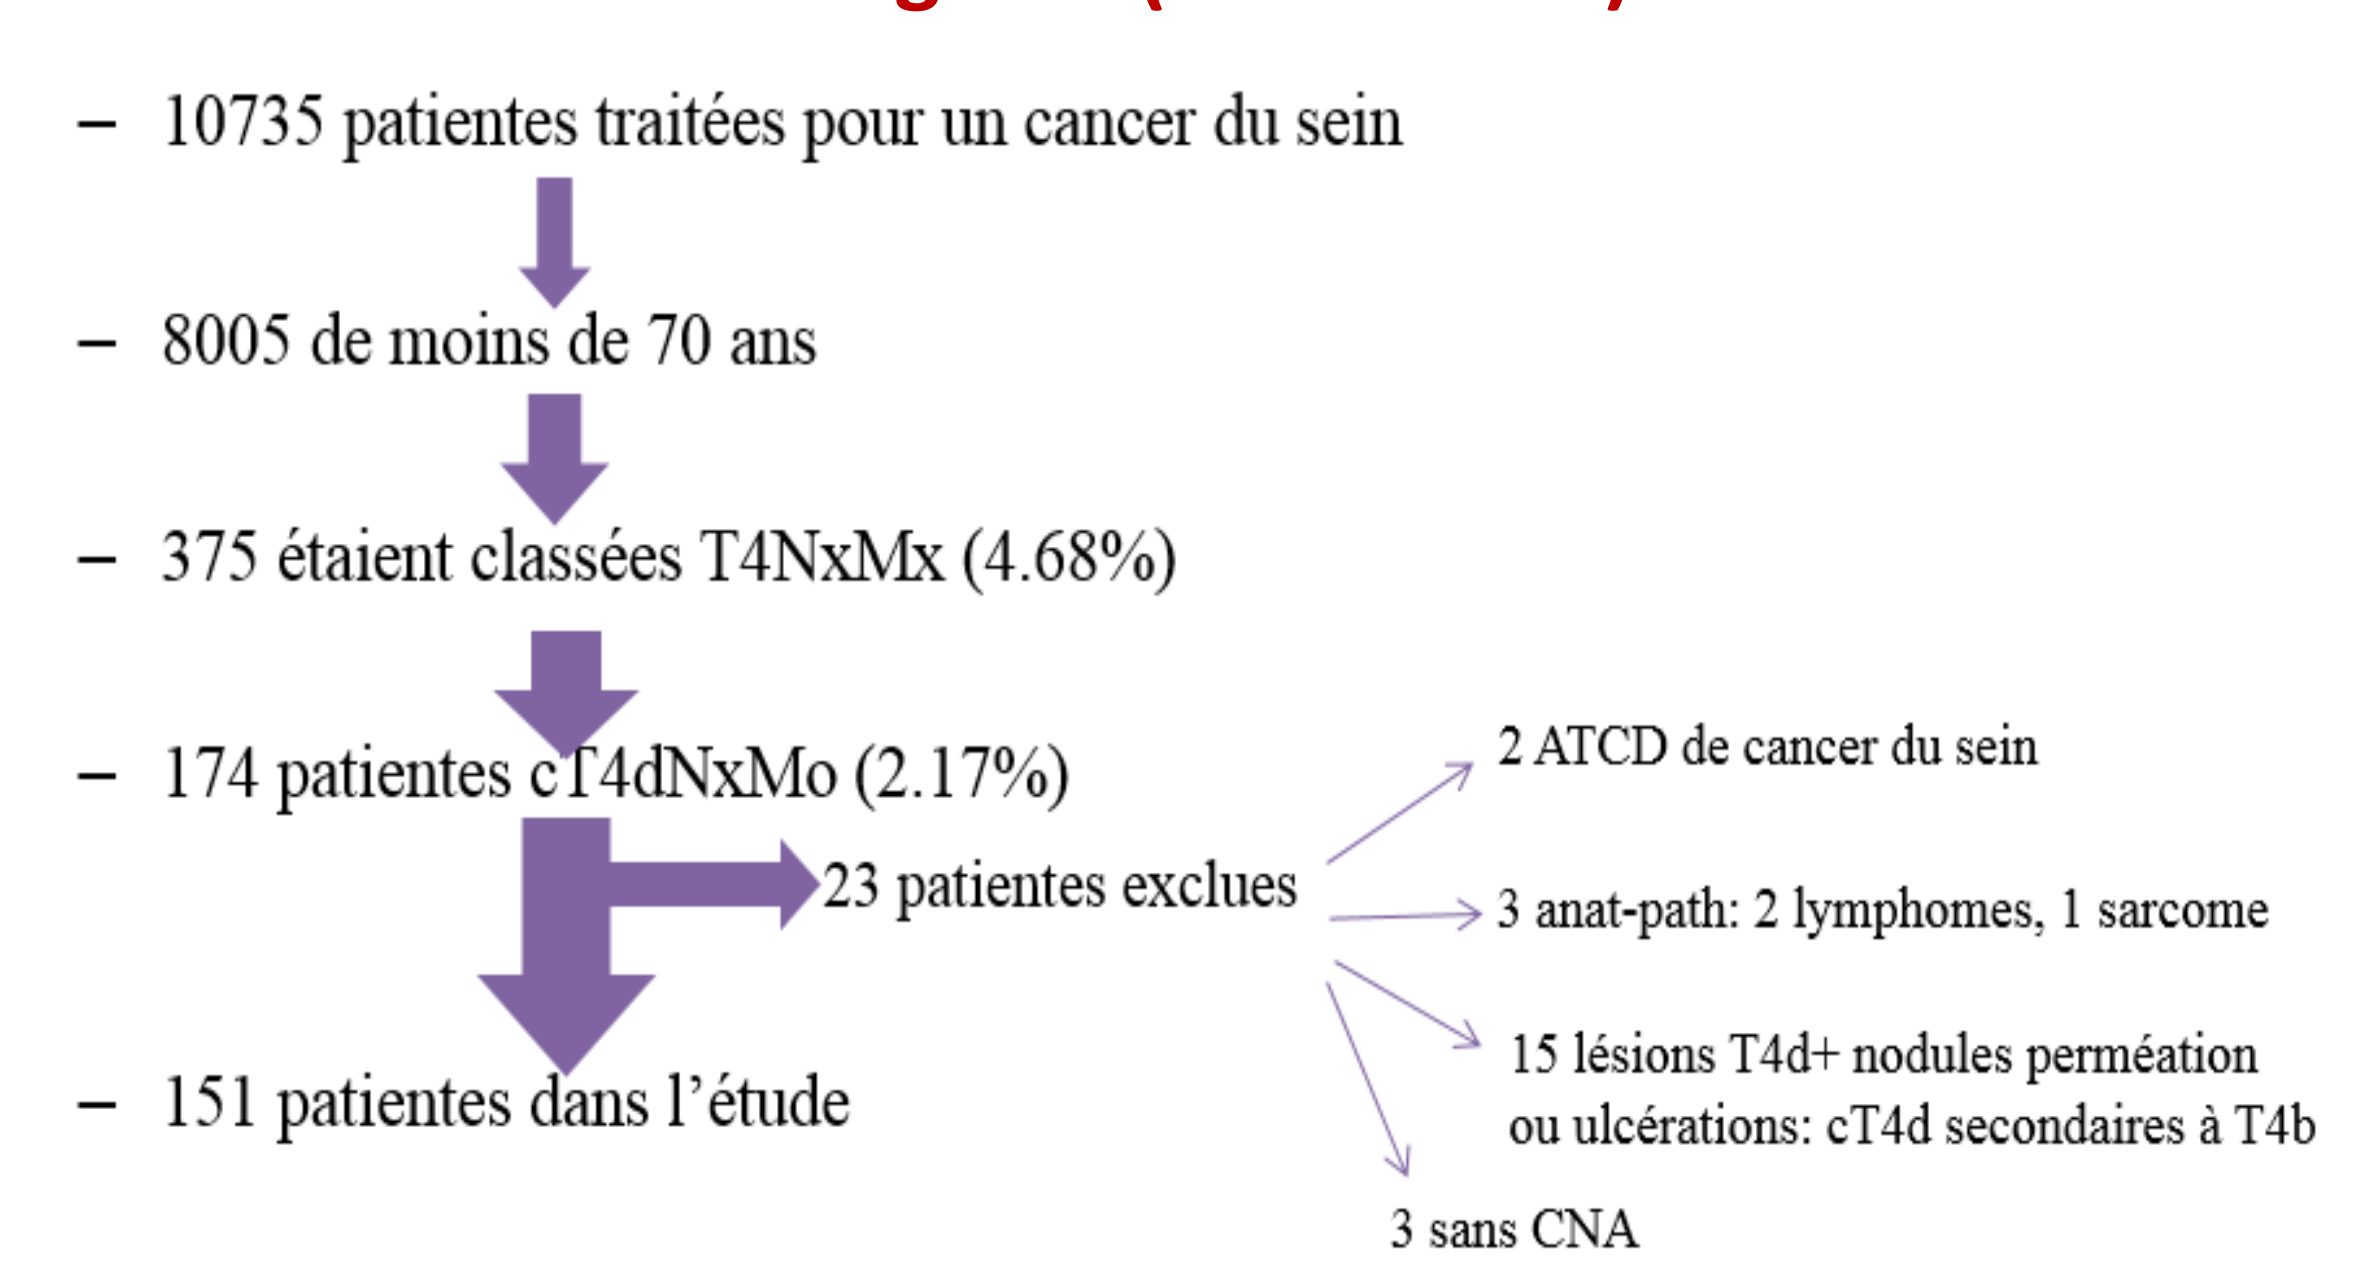 – 10735 patientes traitées pour un cancer du sein
– 8005 de moins de 70 ans
– 375 étaient classées T4NxMx (4.68%)
– 174 patientes cT4dNxMo (2.17%)
23 patientes exclues
2 ATCD de cancer du sein
3 anat-path: 2 lymphomes, 1 sarcome
15 lésions T4d+ nodules perméation
ou ulcérations: cT4d secondaires à T4b
3 sans CNA
– 151 patientes dans l’étude